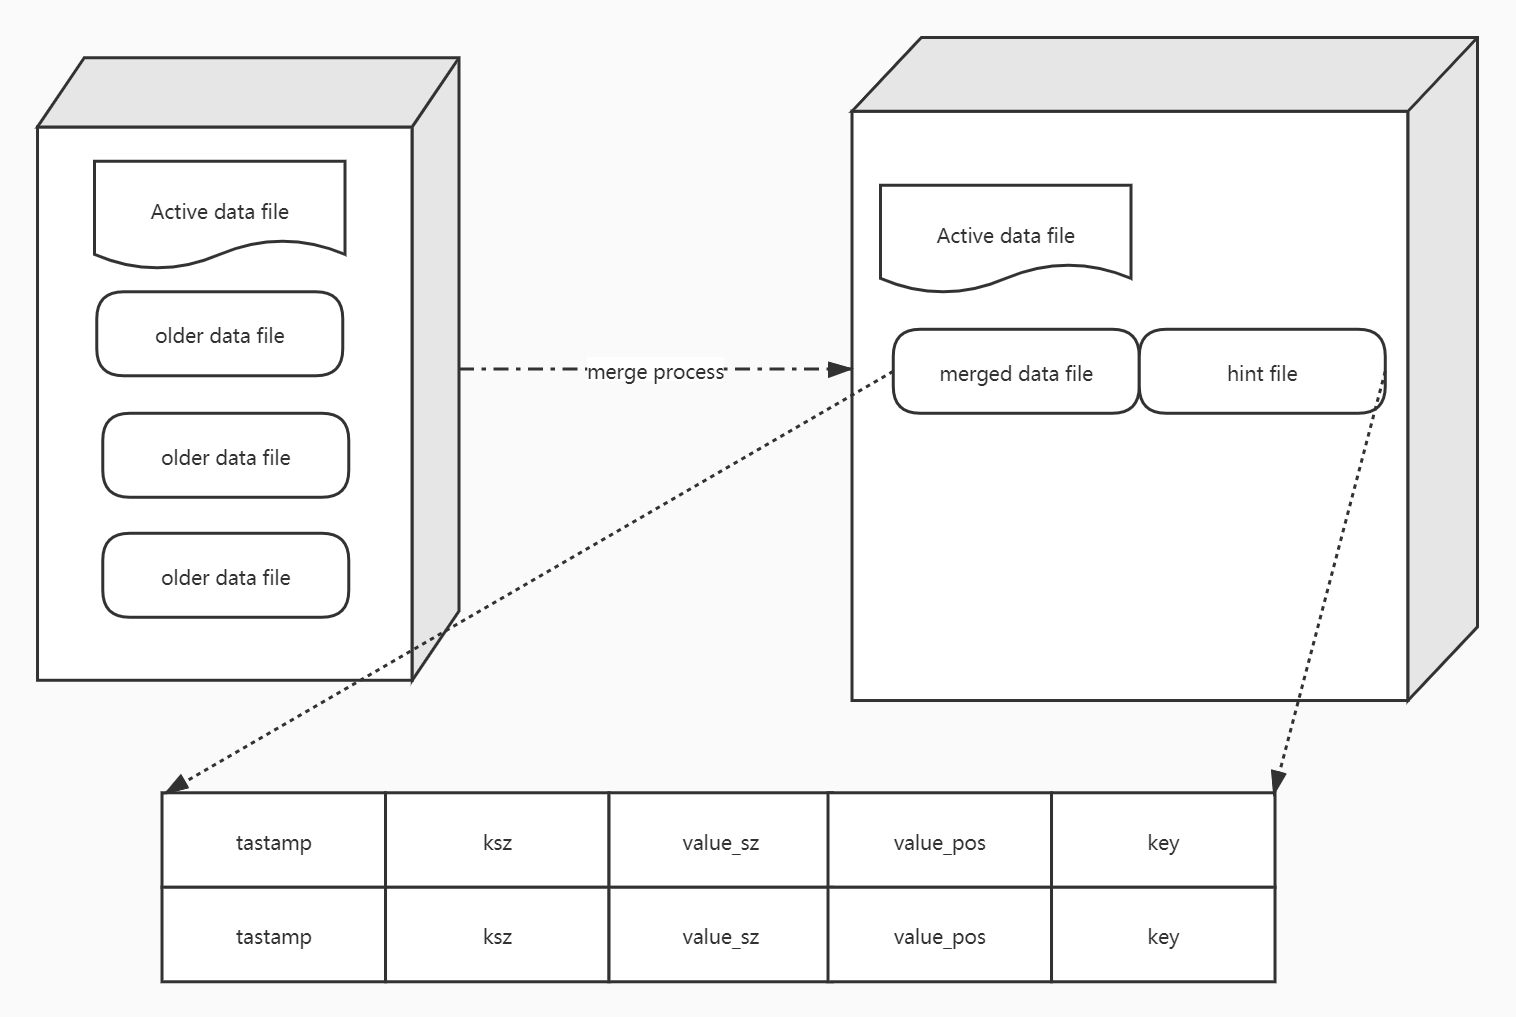 Active data file
older data file
older data file
older data file
merge process
Active data file
merged data file
hint file
tastamp ksz value_sz value_pos key
tastamp ksz value_sz value_pos key